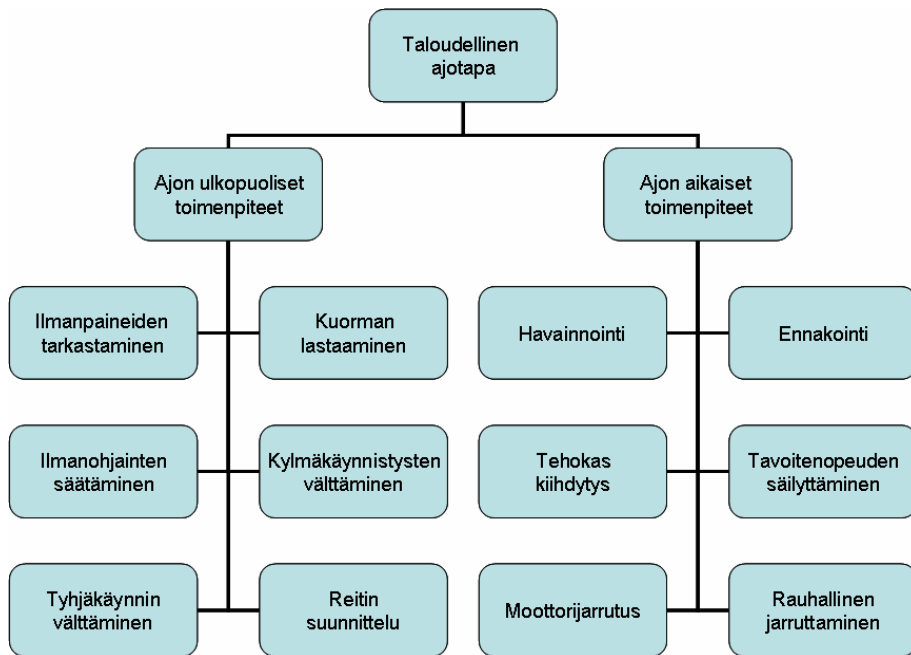 Taloudellinen
ajotapa
Ajon ulkopuoliset
toimenpiteet
Ajon aikaiset
toimenpiteet
Ilmanpaineiden
tarkastaminen
Kuorman
lastaaminen
Havainnointi
Ennakointi
Ilmanohjainten
säätäminen
Kylmäkäynnistysten
välttäminen
Tehokas
kiihdytys
Tavoitenopeuden
säilyttäminen
Tyhjäkäynnin
välttäminen
Reitin
suunnittelu
Moottorijarrutus
Rauhallinen
jarruttaminen